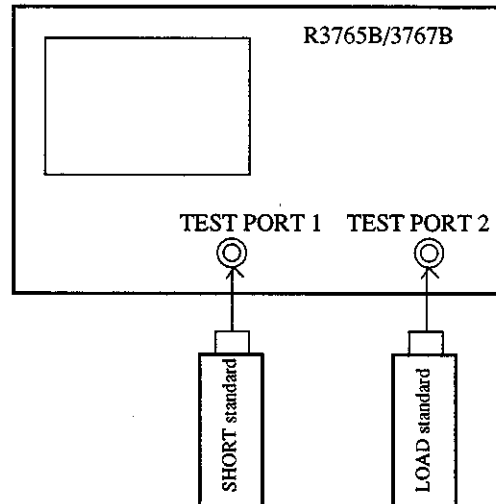 R3765B/3767B
TEST PORT 1
TEST PORT 2
SHORT standard
LOAD standard